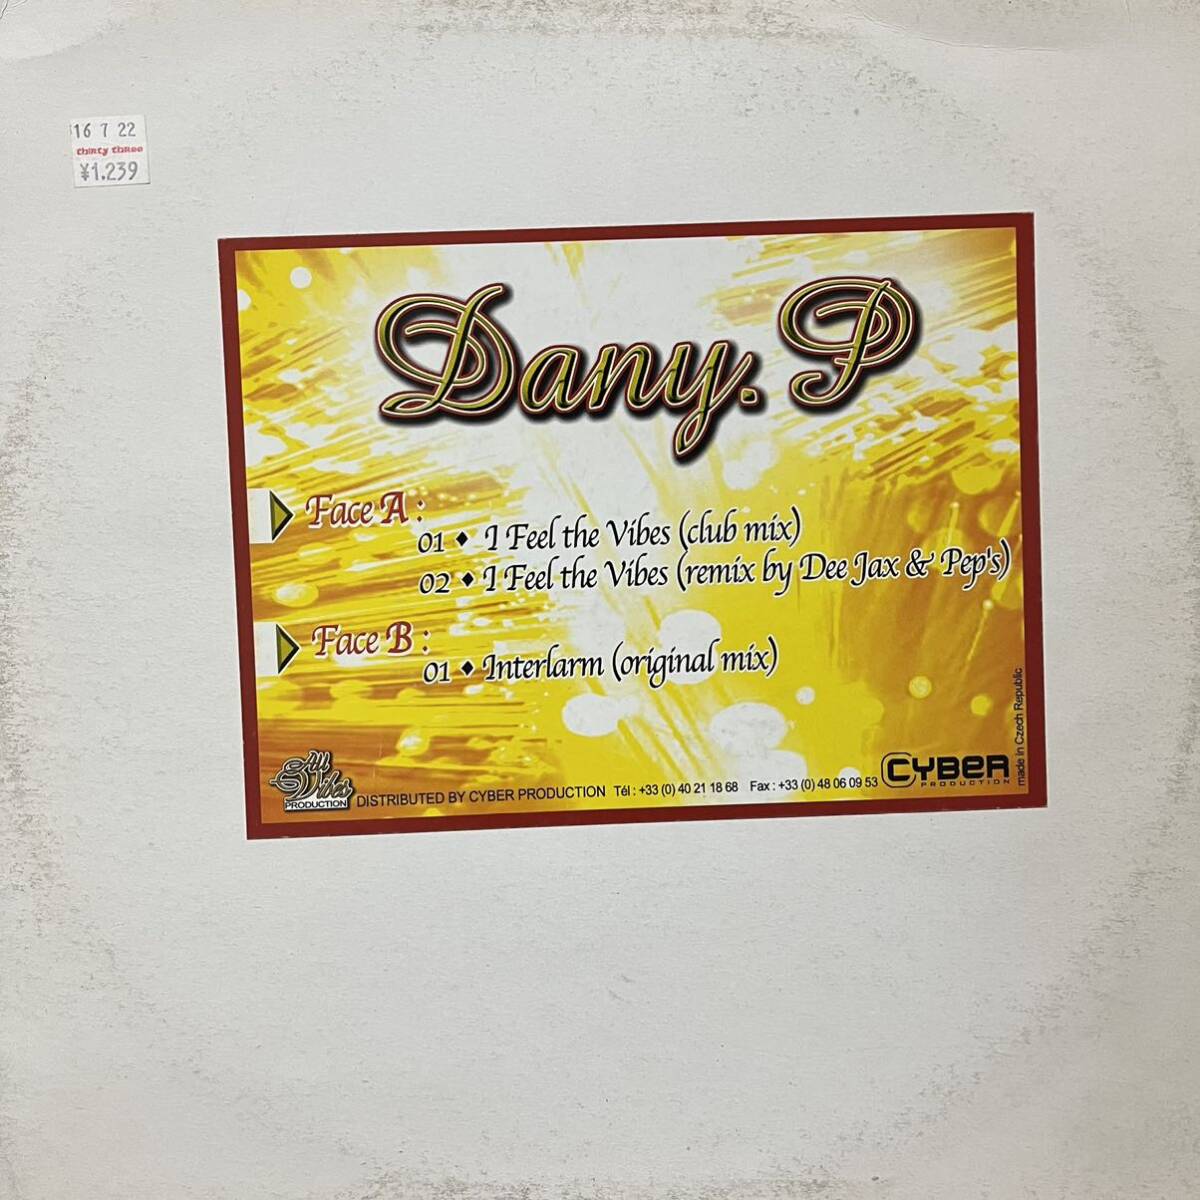 16 7 22
thirty three
¥1.239
Dany. P
Face A :
01 ♦ I Feel the Vibes (club mix)
02 ♦ I Feel the Vibes (remix by Dee Jax & Pep's)
Face B :
01 ♦ Interlarm (original mix)
All
Vibes
PRODUCTION
DISTRIBUTED BY CYBER PRODUCTION Tél : +33 (0) 40 21 18 68 Fax : +33 (0) 48 06 09 53
CYBER
PRODUCTION
made in Czech Republic